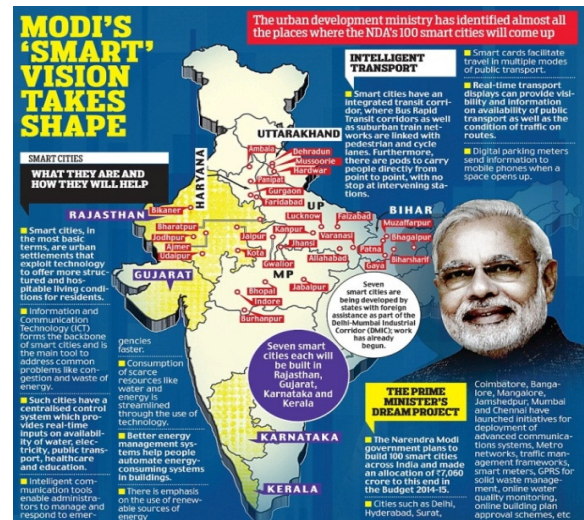 MODI'S
'SMART'
VISION
TAKES
SHAPE
The urban development ministry has identified almost all
the places where the NDA's 100 smart cities will come up
SMART CITIES
WHAT THEY ARE AND
HOW THEY WILL HELP
■ Smart cities, in
the most basic
terms, are urban
settlements that
exploit technology
to offer more struc-
tured and hos-
pitable living condi-
tions for residents.
■ Information and
Communication
Technology (ICT)
forms the backbone
of smart cities and is
the main tool to
address common
problems like con-
gestion and waste of
energy.
■ Such cities have a
centralised control
system which pro-
vides real-time
inputs on availabil-
ity of water, elec-
tricity, public trans-
port, healthcare
and education.
■ Intelligent com-
munication tools
enable administra-
tors to manage and
respond to emer-
gencies
faster.
■ Consumption
of scarce
resources like
water and
energy is
streamlined
through the use of
technology.
■ Better energy
management sys-
tems help people
automate energy-
consuming systems
in buildings.
■ There is emphasis
on the use of renew-
able sources of
energy
INTELLIGENT
TRANSPORT
■ Smart cities have an
integrated transit corri-
dor, where Bus Rapid
Transit corridors as well
as suburban train net-
works are linked with
pedestrian and cycle
lanes. Furthermore,
there are pods to carry
people directly from
point to point, with no
stop at intervening sta-
tions.
■ Smart cards facilitate
travel in multiple modes
of public transport.
■ Real-time transport
displays can provide visi-
bility and information
on availability of public
transport as well as the
condition of traffic on
routes.
■ Digital parking meters
send information to
mobile phones when a
space opens up.
UTTARAKHAND
Ambala
Dehradun
Mussoorie
Hardwar
HARYANA
Panipat
Gurgaon
Faridabad
UP
Lucknow
Faizabad
Kanpur
Varanasi
Jhansi
Allahabad
BIHAR
Muzaffarpur
Bhagalpur
Patna
Biharsharif
Gaya
RAJASTHAN
Bikaner
Bharatpur
Jodhpur
Ajmer
Udaipur
Jaipur
Kota
GUJARAT
MP
Gwalior
Jabalpur
Bhopal
Indore
Burhanpur
Seven
smart cities are
being developed by
states with foreign
assistance as part of the
Delhi-Mumbai Industrial
Corridor (DMIC); work
has already
begun.
Seven smart
cities each will
be built in
Rajasthan,
Gujarat,
Karnataka and
Kerala
KARNATAKA
KERALA
THE PRIME
MINISTER'S
DREAM PROJECT
■ The Narendra Modi
government plans to
build 100 smart cities
across India and made
an allocation of ₹7,060
crore to this end in
the Budget 2014-15.
■ Cities such as Delhi,
Hyderabad, Surat,
Coimbatore, Banga-
lore, Mangalore,
Jamshedpur, Mumbai
and Chennai have
launched initiatives for
deployment of
advanced communica-
tions systems, Metro
networks, traffic man-
agement frameworks,
smart meters, GPRS for
solid waste manage-
ment, online water
quality monitoring,
online building plan
approval schemes, etc